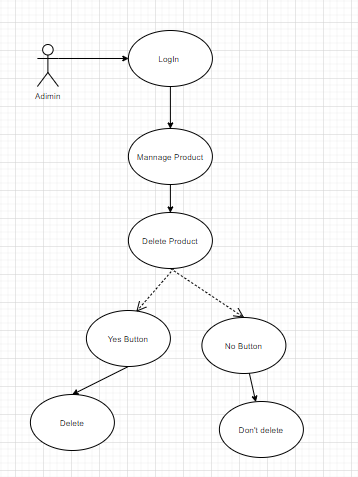 LogIn
Adimin
Mannage Product
Delete Product
Yes Button
No Button
Delete
Don't delete